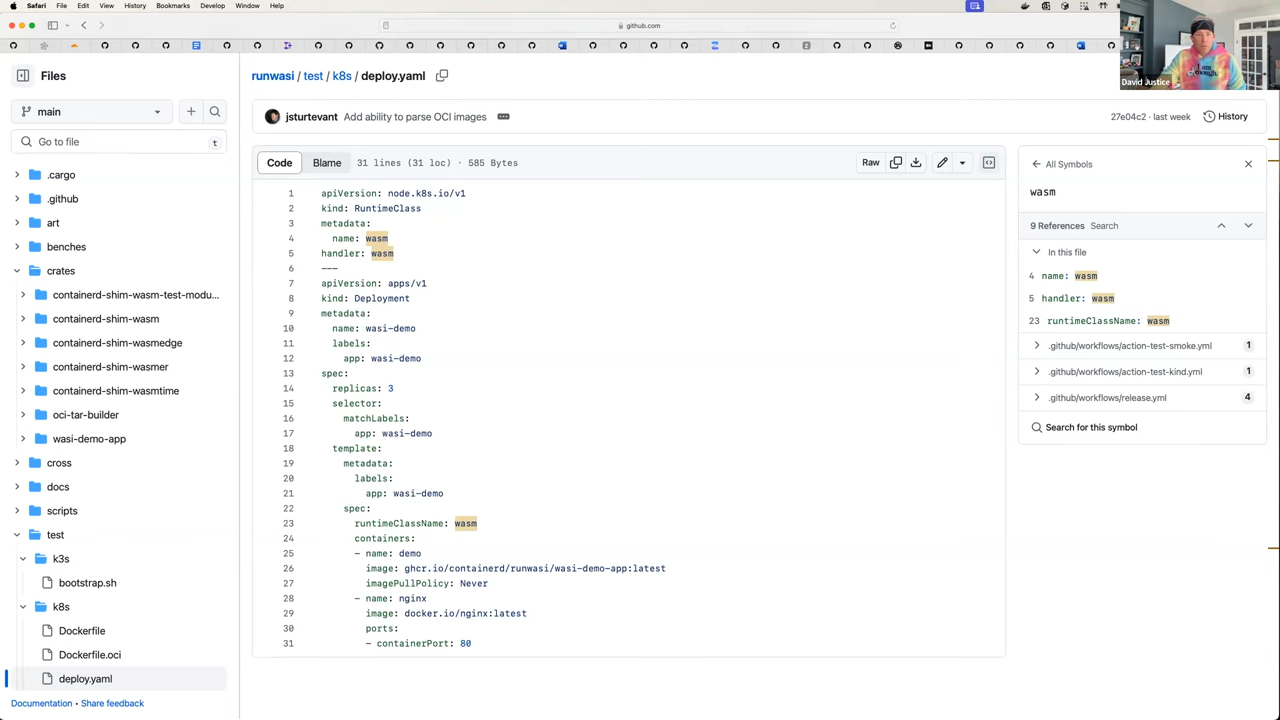 Safari File Edit View History Bookmarks Develop Window Help
github.com
Files
main
Go to file
t
.cargo
.github
art
benches
crates
containerd-shim-wasm-test-modu...
containerd-shim-wasm
containerd-shim-wasmedge
containerd-shim-wasmer
containerd-shim-wasmtime
oci-tar-builder
wasi-demo-app
cross
docs
scripts
test
k3s
bootstrap.sh
k8s
Dockerfile
Dockerfile.oci
deploy.yaml
Documentation • Share feedback
runwasi / test / k8s / deploy.yaml
jsturtevant Add ability to parse OCI images
27e04c2 · last week History
Code Blame 31 lines (31 loc) · 585 Bytes
Raw
1 apiVersion: node.k8s.io/v1
2 kind: RuntimeClass
3 metadata:
4 name: wasm
5 handler: wasm
6 ---
7 apiVersion: apps/v1
8 kind: Deployment
9 metadata:
10 name: wasi-demo
11 labels:
12 app: wasi-demo
13 spec:
14 replicas: 3
15 selector:
16 matchLabels:
17 app: wasi-demo
18 template:
19 metadata:
20 labels:
21 app: wasi-demo
22 spec:
23 runtimeClassName: wasm
24 containers:
25 - name: demo
26 image: ghcr.io/containerd/runwasi/wasi-demo-app:latest
27 imagePullPolicy: Never
28 - name: nginx
29 image: docker.io/nginx:latest
30 ports:
31 - containerPort: 80
All Symbols
wasm
9 References Search
In this file
4 name: wasm
5 handler: wasm
23 runtimeClassName: wasm
.github/workflows/action-test-smoke.yml 1
.github/workflows/action-test-kind.yml 1
.github/workflows/release.yml 4
Search for this symbol
I am
enough.
David Justice